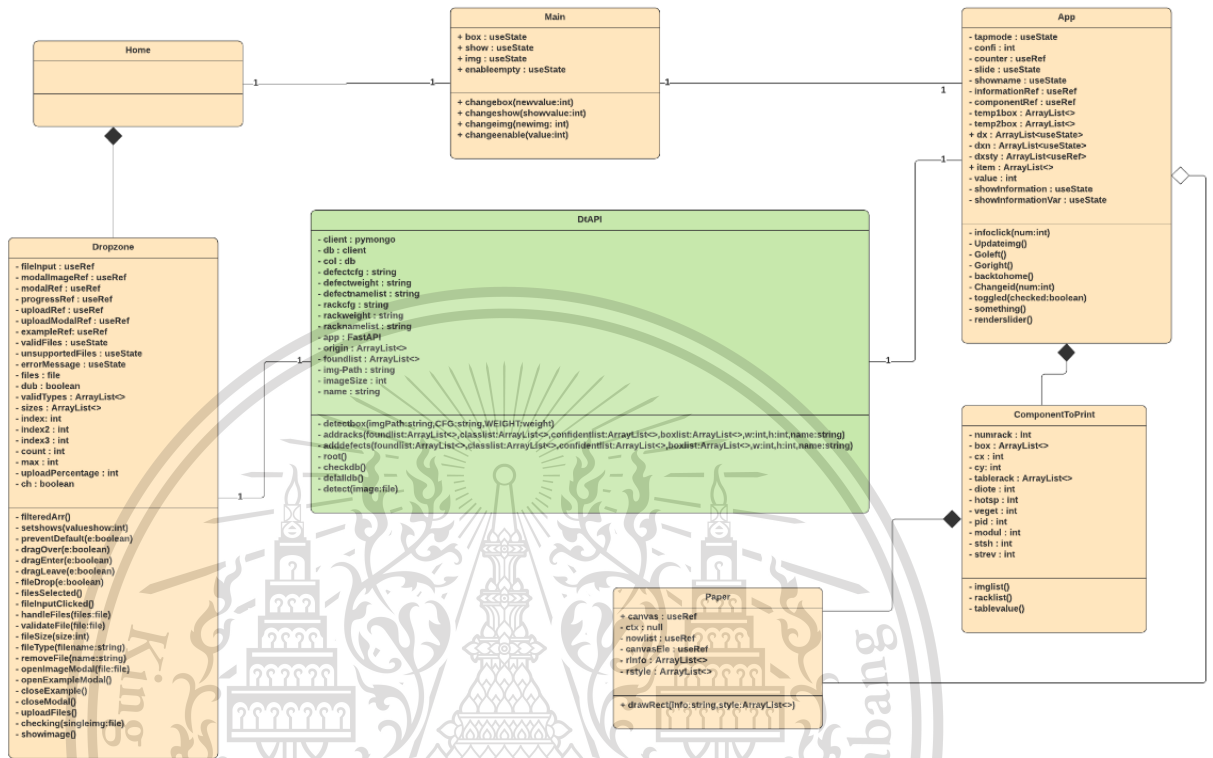 Home
1
1
Main
+ box : useState
+ show : useState
+ img : useState
+ enableempty : useState
+ changebox(newvalue:int)
+ changeshow(showvalue:int)
+ changeimg(newimg: int)
+ changeenable(value:int)
1
1
App
- tapmode : useState
- confi : int
- counter : useRef
- slide : useState
- showname : useState
- informationRef : useRef
- componentRef : useRef
- temp1box : ArrayList<>
- temp2box : ArrayList<>
+ dx : ArrayList<useState>
- dxn : ArrayList<useState>
- dxsty : ArrayList<useRef>
+ item : ArrayList<>
- value : int
- showInformation : useState
- showInformationVar : useState
- infoclick(num:int)
- Updateimg()
- Goleft()
- Goright()
- backtohome()
- Changeid(num:int)
- toggled(checked:boolean)
- something()
- renderslider()
1
Dropzone
- fileInput : useRef
- modalImageRef : useRef
- modalRef : useRef
- progressRef : useRef
- uploadRef : useRef
- uploadModalRef : useRef
- exampleRef: useRef
- validFiles : useState
- unsupportedFiles : useState
- errorMessage : useState
- files : file
- dub : boolean
- validTypes : ArrayList<>
- sizes : ArrayList<>
- index: int
- index2 : int
- index3 : int
- count : int
- max : int
- uploadPercentage : int
- ch : boolean
- filteredArr()
- setshows(valueshow:int)
- preventDefault(e:boolean)
- dragOver(e:boolean)
- dragEnter(e:boolean)
- dragLeave(e:boolean)
- fileDrop(e:boolean)
- filesSelected()
- fileInputClicked()
- handleFiles(files:file)
- validateFile(file:file)
- fileSize(size:int)
- fileType(filename:string)
- removeFile(name:string)
- openImageModal(file:file)
- openExampleModal()
- closeExample()
- closeModal()
- uploadFiles()
- checking(singleimg:file)
- showimage()
1
1
DtAPI
- client : pymongo
- db : client
- col : db
- defectcfg : string
- defectweight : string
- defectnamelist : string
- rackcfg : string
- rackweight : string
- racknamelist : string
- app : FastAPI
- origin : ArrayList<>
- foundlist : ArrayList<>
- img-Path : string
- imageSize : int
- name : string
- detectbox(imgPath:string,CFG:string,WEIGHT:weight)
- addracks(foundlist:ArrayList<>,classlist:ArrayList<>,confidentlist:ArrayList<>,boxlist:ArrayList<>,w:int,h:int,name:string)
- adddefects(foundlist:ArrayList<>,classlist:ArrayList<>,confidentlist:ArrayList<>,boxlist:ArrayList<>,w:int,h:int,name:string)
- root()
- checkdb()
- defalldb()
- detect(image:file)
1
ComponentToPrint
- numrack : int
- box : ArrayList<>
- cx : int
- cy: int
- tablerack : ArrayList<>
- diote : int
- hotsp : int
- veget : int
- pid : int
- modul : int
- stsh : int
- strev : int
- imglist()
- racklist()
- tablevalue()
Paper
+ canvas : useRef
- ctx : null
- nowlist : useRef
- canvasEle : useRef
- rInfo : ArrayList<>
- rstyle : ArrayList<>
+ drawRect(Info:string,style:ArrayList<>)
King
bang